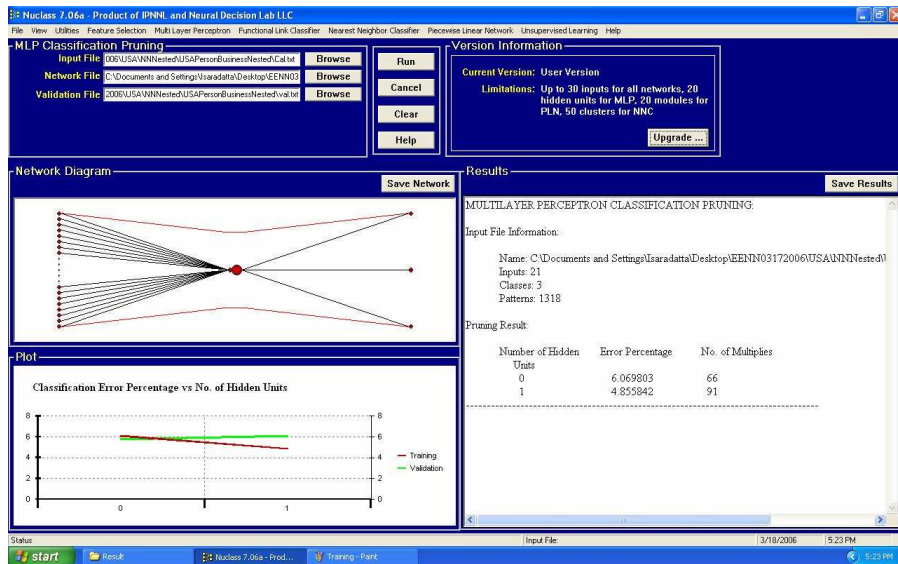 Nuclass 7.06a - Product of IPNNL and Neural Decision Lab LLC
File View Utilities Feature Selection Multi Layer Perceptron Functional Link Classifier Nearest Neighbor Classifier Piecewise Linear Network Unsupervised Learning Help
MLP Classification Pruning
Input File 006\USA\NNNested\USAPersonBusinessNested\Cal.txt Browse
Network File C:\Documents and Settings\Isaradatta\Desktop\EENN03 Browse
Validation File 2006\USA\NNNested\USAPersonBusinessNested\val.txt Browse
Run
Cancel
Clear
Help
Version Information
Current Version: User Version
Limitations: Up to 30 inputs for all networks, 20
hidden units for MLP, 20 modules for
PLN, 50 clusters for NNC
Upgrade ...
Network Diagram
Save Network
Results
Save Results
MULTILAYER PERCEPTRON CLASSIFICATION PRUNING:
Input File Information:
Name: C:\Documents and Settings\Isaradatta\Desktop\EENN03172006\USA\NNNested\U
Inputs: 21
Classes: 3
Patterns: 1318
Pruning Result:
Number of Hidden Error Percentage No. of Multiplies
Units
0 6.069803 66
1 4.855842 91
Plot
Classification Error Percentage vs No. of Hidden Units
8 8
6 6
4 4
2 2
0 0
0 1
Training
Validation
Status Input File: 3/18/2006 5:23 PM
start Result Nuclass 7.06a - Prod... Training - Paint 5:23 PM